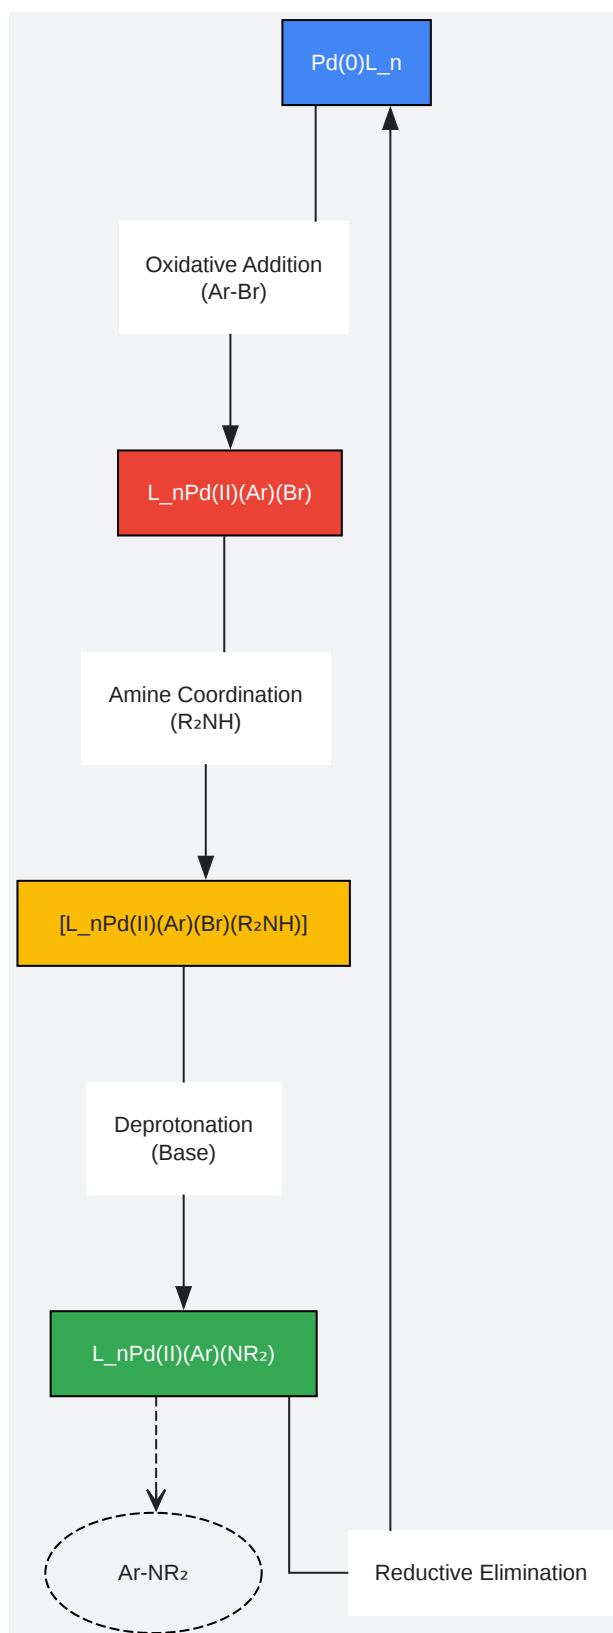 Pd(0)L_n
Oxidative Addition
(Ar-Br)
L_nPd(II)(Ar)(Br)
Amine Coordination
(R₂NH)
[L_nPd(II)(Ar)(Br)(R₂NH)]
Deprotonation
(Base)
L_nPd(II)(Ar)(NR₂)
Ar-NR₂
Reductive Elimination